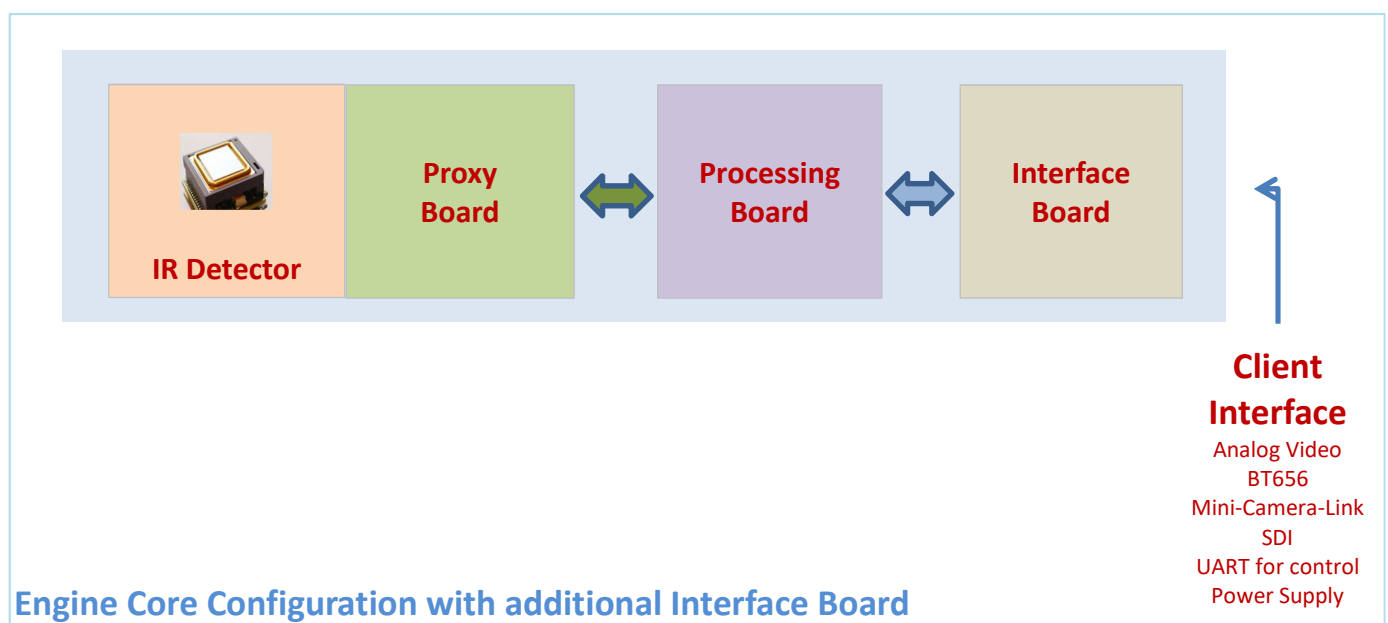 IR Detector
Proxy
Board
Processing
Board
Interface
Board
Client
Interface
Analog Video
BT656
Mini-Camera-Link
SDI
UART for control
Power Supply
Engine Core Configuration with additional Interface Board